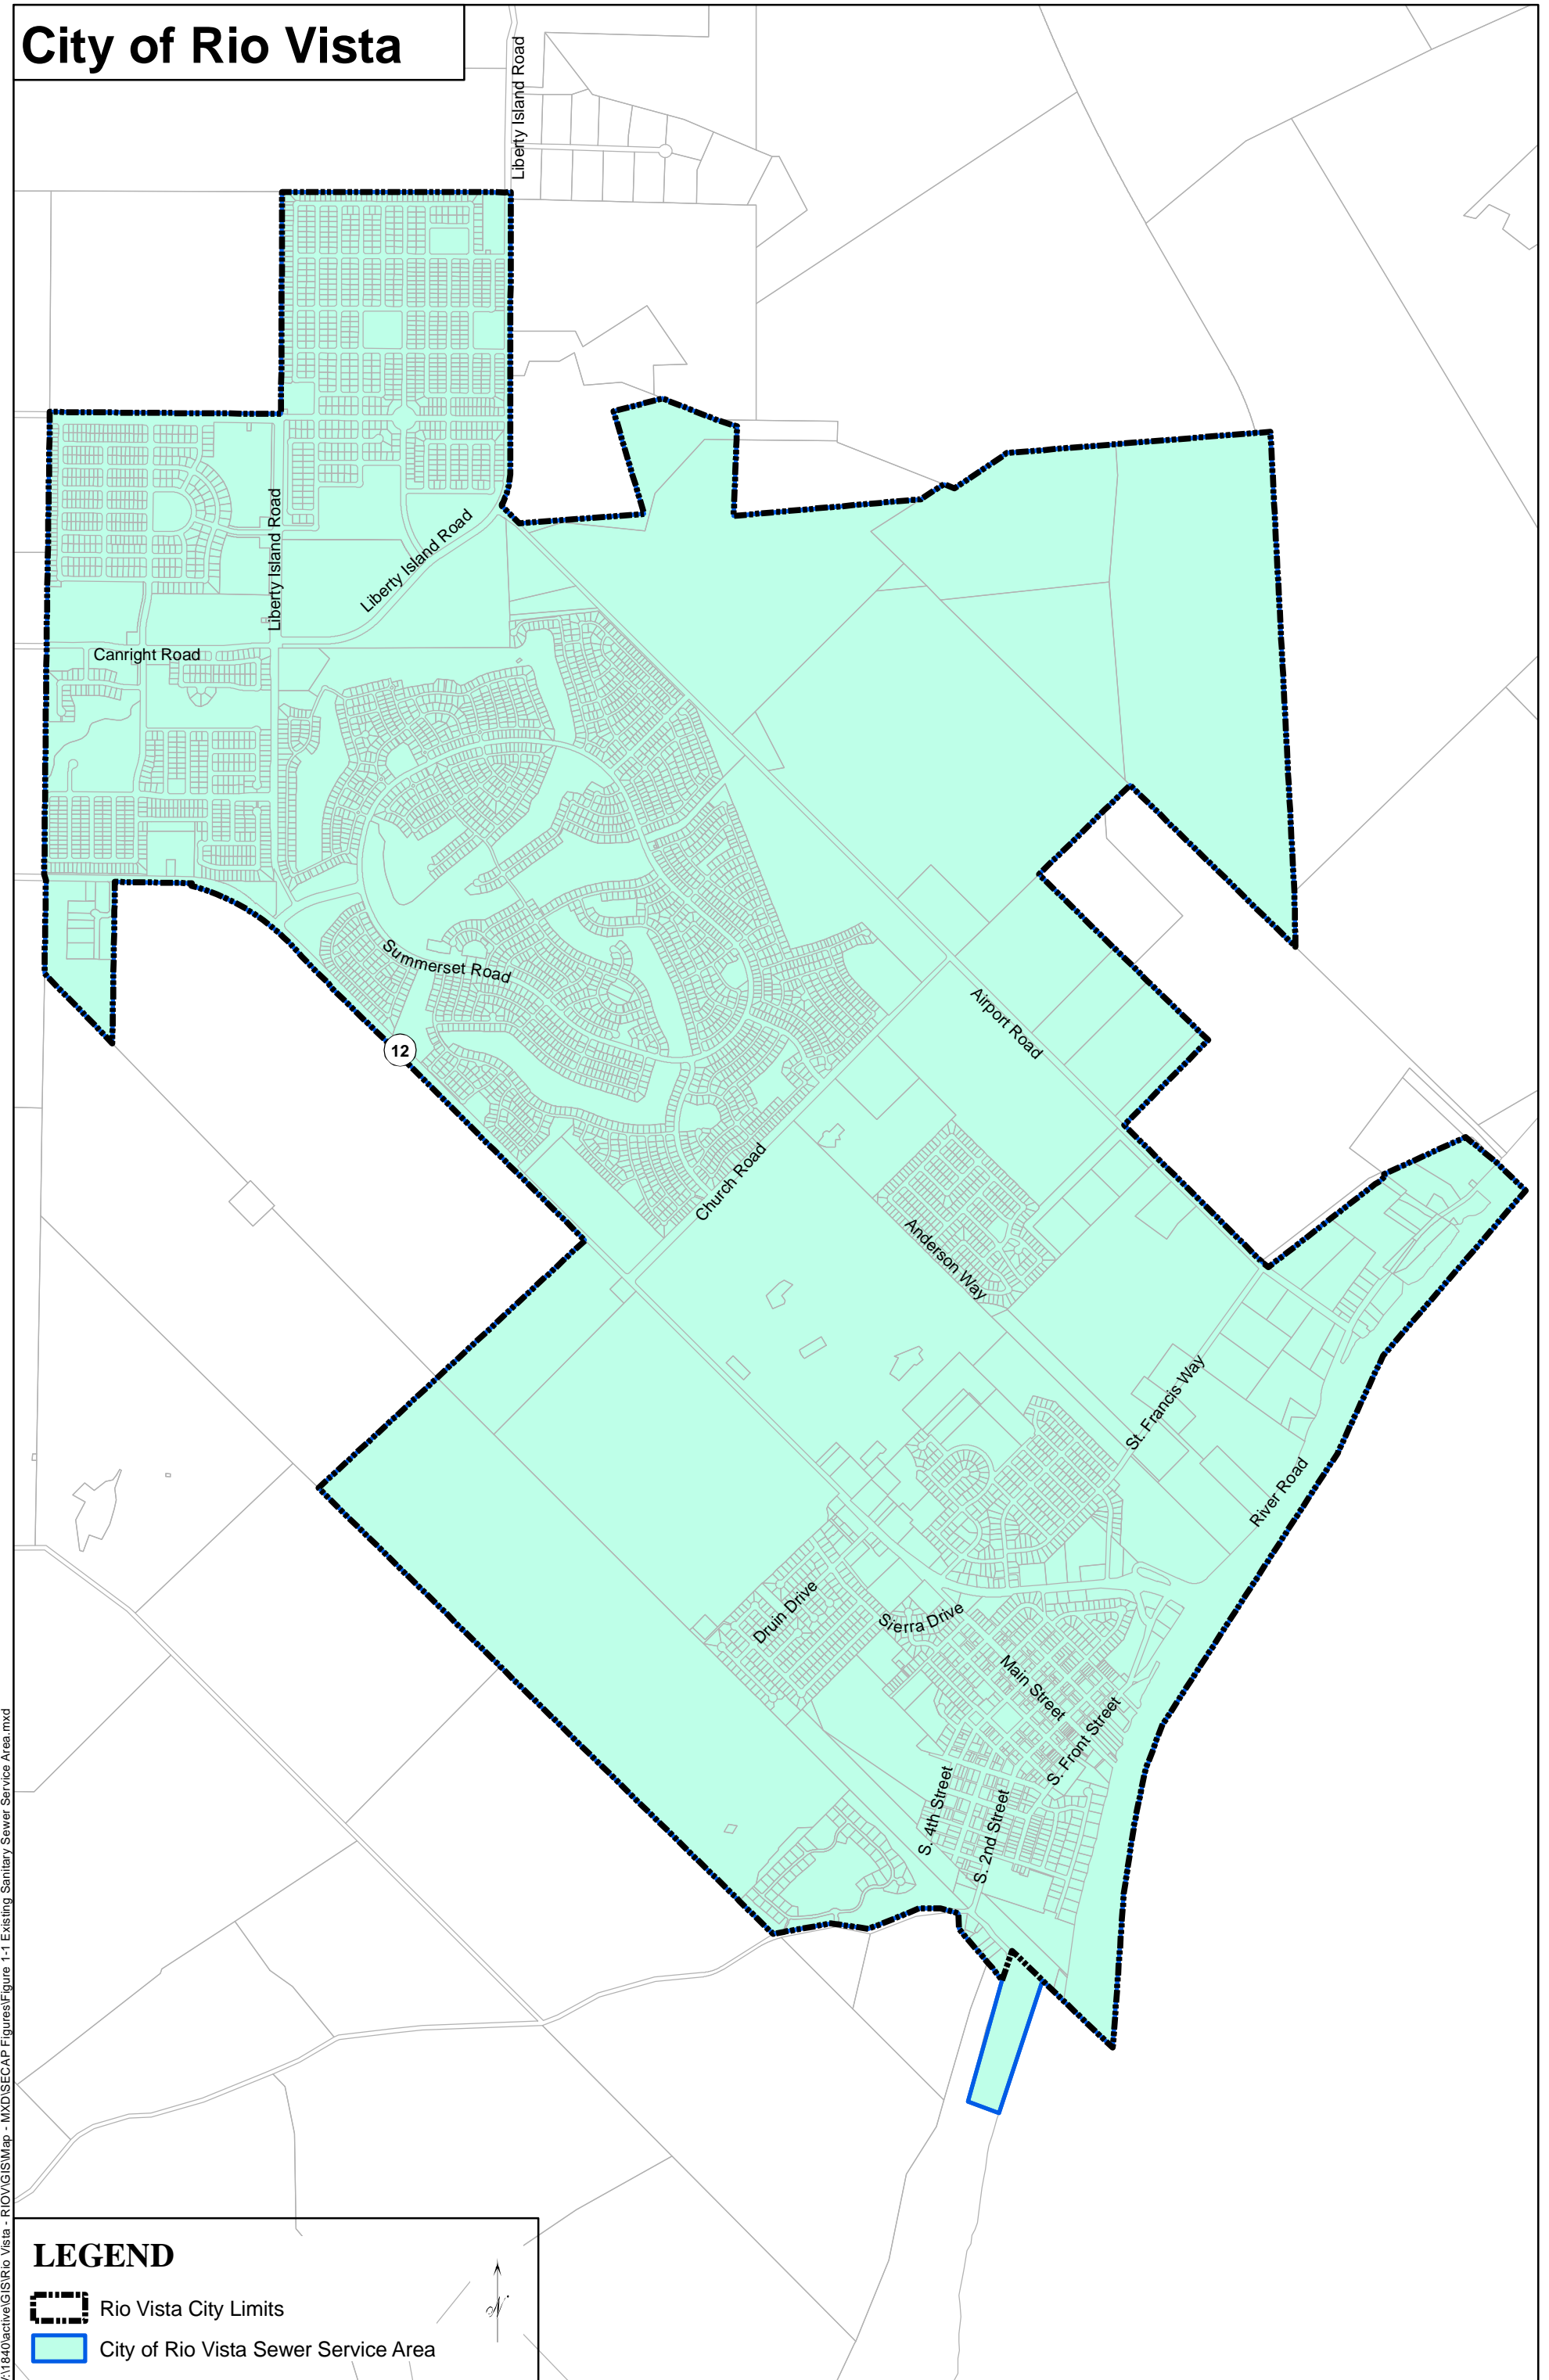 City of Rio Vista
Liberty Island Road
Liberty Island Road
Liberty Island Road
Canright Road
Summerset Road
12
Airport Road
Church Road
Anderson Way
St. Francis Way
River Road
Druin Drive
Sierra Drive
Main Street
S. Front Street
S. 4th Street
S. 2nd Street
LEGEND
Rio Vista City Limits
City of Rio Vista Sewer Service Area
N
V:\1840\active\GIS\Rio Vista - RIOV\GIS\Map - MXD\SECAP Figures\Figure 1-1 Existing Sanitary Sewer Service Area.mxd